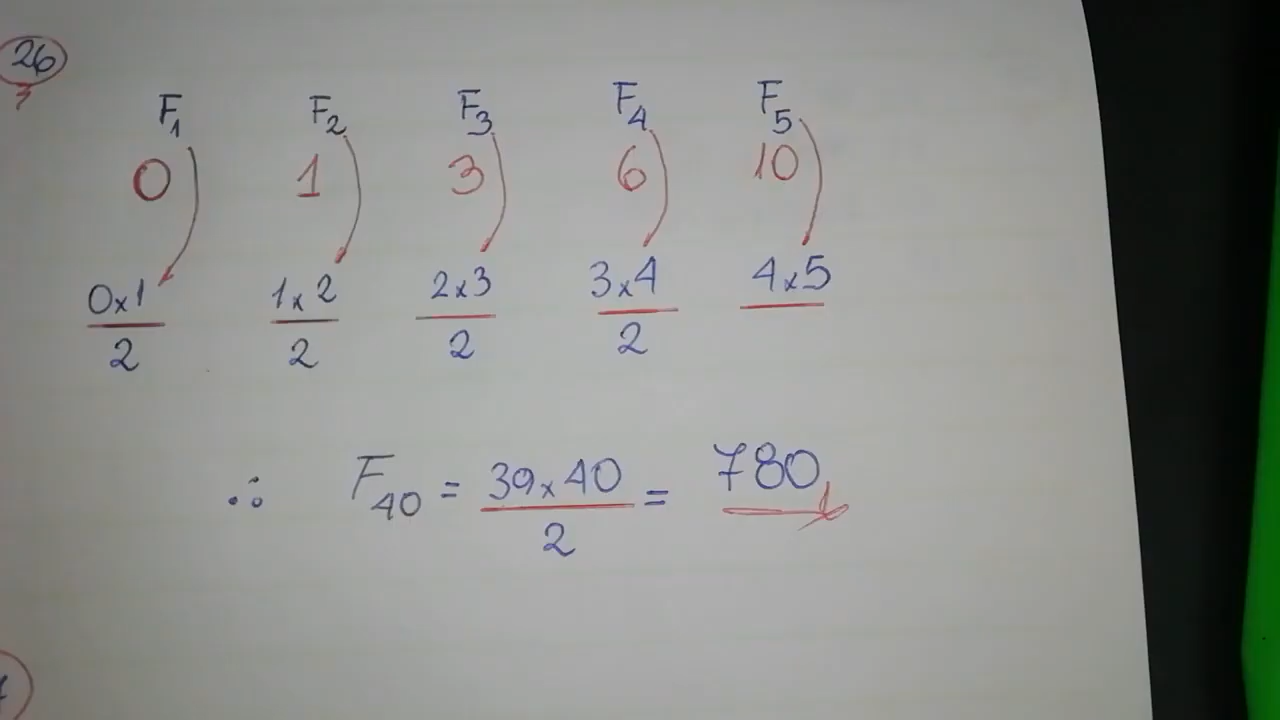 26
F1 F2 F3 F4 F5
0 1 3 6 10
0x1 1x2 2x3 3x4 4x5
2 2 2 2
∴ F40 = 39x40 = 780
2